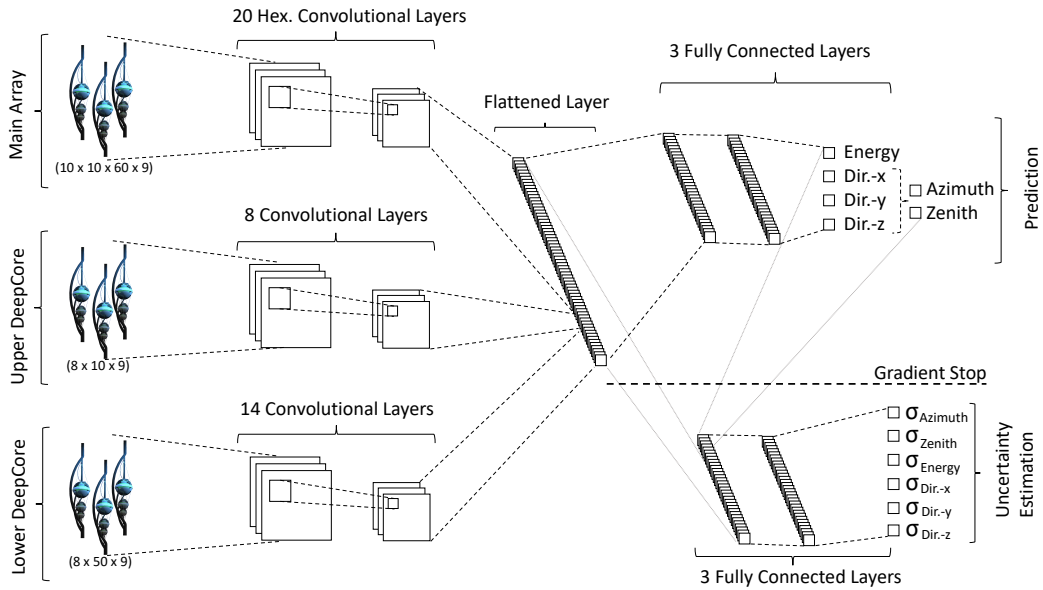 20 Hex. Convolutional Layers
Main Array
(10 x 10 x 60 x 9)
8 Convolutional Layers
Upper DeepCore
(8 x 10 x 9)
14 Convolutional Layers
Lower DeepCore
(8 x 50 x 9)
Flattened Layer
3 Fully Connected Layers
Energy
Dir.-x
Dir.-y
Dir.-z
Azimuth
Zenith
Prediction
Gradient Stop
σAzimuth
σZenith
σEnergy
σDir.-x
σDir.-y
σDir.-z
Uncertainty
Estimation
3 Fully Connected Layers